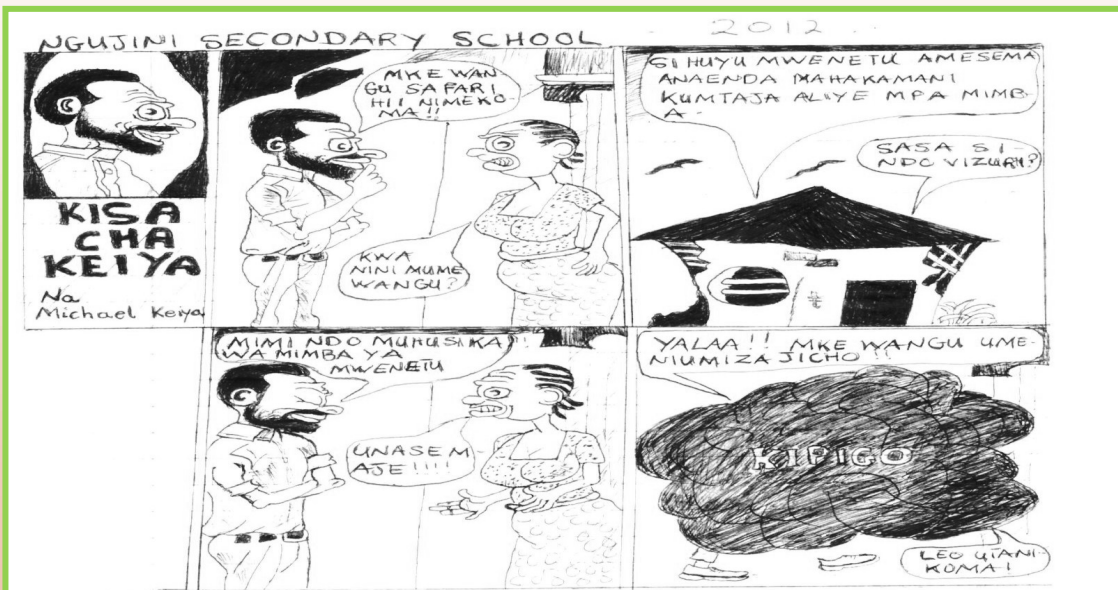 NGUJINI SECONDARY SCHOOL
2012
KISA
CHA
KEIYA
Na
Michael Keiya
MKE WAN
GU SAFARI
HII NIMEKO-
MA!!
KWA
NINI MUME
WANGU?
SI HUYU MWENETU AMESEMA
ANAENDA MAHAKAMANI
KUMTAJA ALIYE MPA MIMB
A.
SASA SI
NDO VIZURI?
MIMI NDO MUHUSIKA
WA MIMBA YA
MWENETU
UNASEM-
AJE!!!!
YALAA!! MKE WANGU UME-
NIUMIZA JICHO!!
KIPIGO
LEO UTANI-
KOMA!